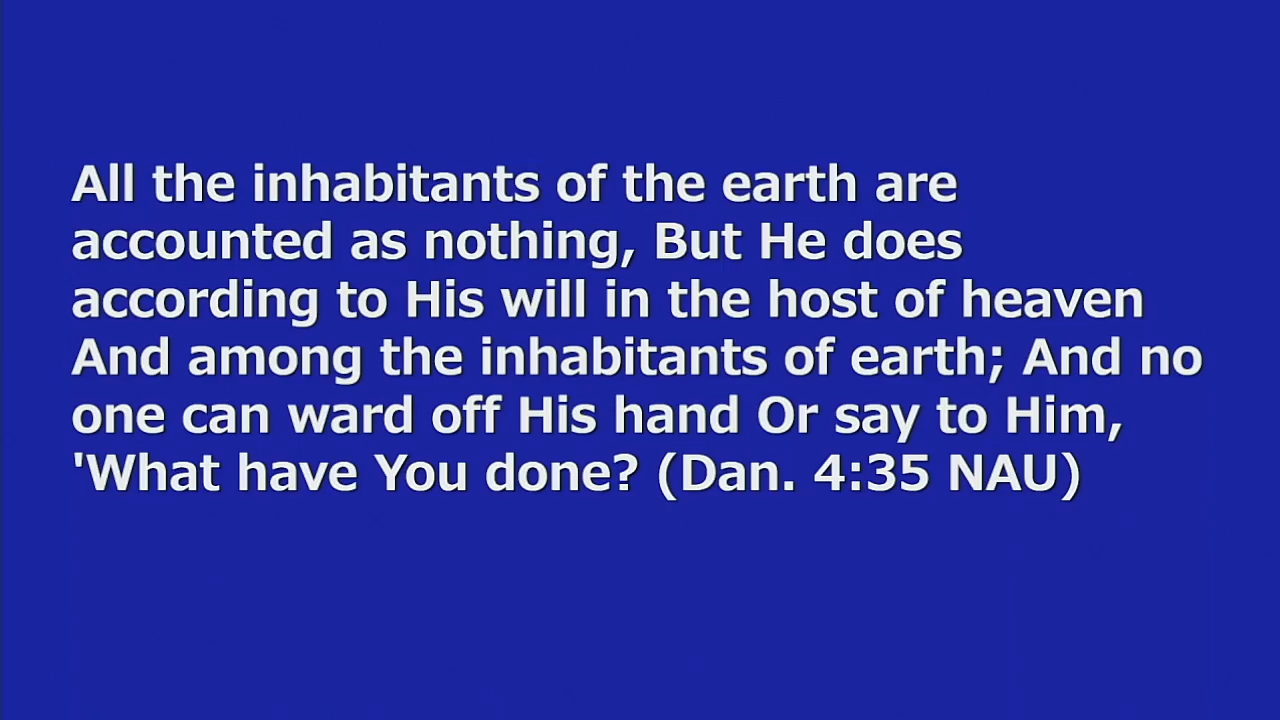 All the inhabitants of the earth are
accounted as nothing, But He does
according to His will in the host of heaven
And among the inhabitants of earth; And no
one can ward off His hand Or say to Him,
'What have You done? (Dan. 4:35 NAU)